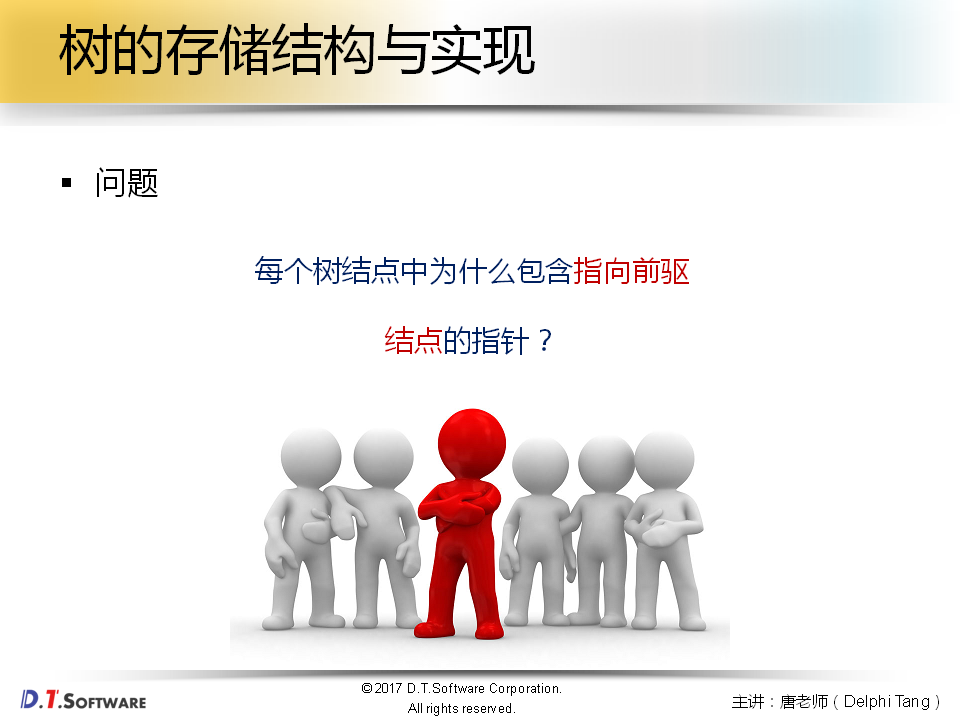 树的存储结构与实现
▪ 问题
每个树结点中为什么包含指向前驱
结点的指针？
©2017 D.T.Software Corporation.
All rights reserved.
D.T.SOFTWARE
主讲：唐老师（Delphi Tang）